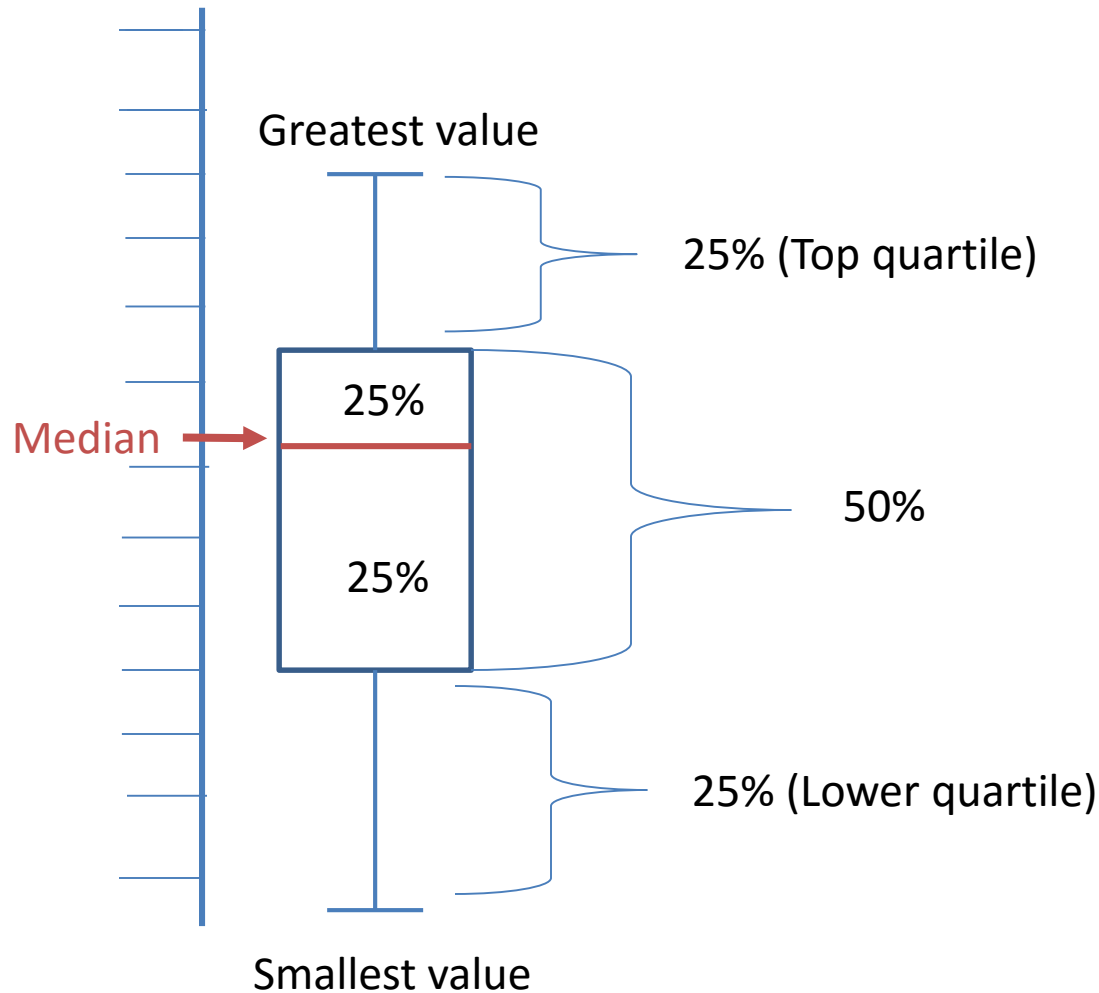 Greatest value
25% (Top quartile)
25%
Median
50%
25%
25% (Lower quartile)
Smallest value